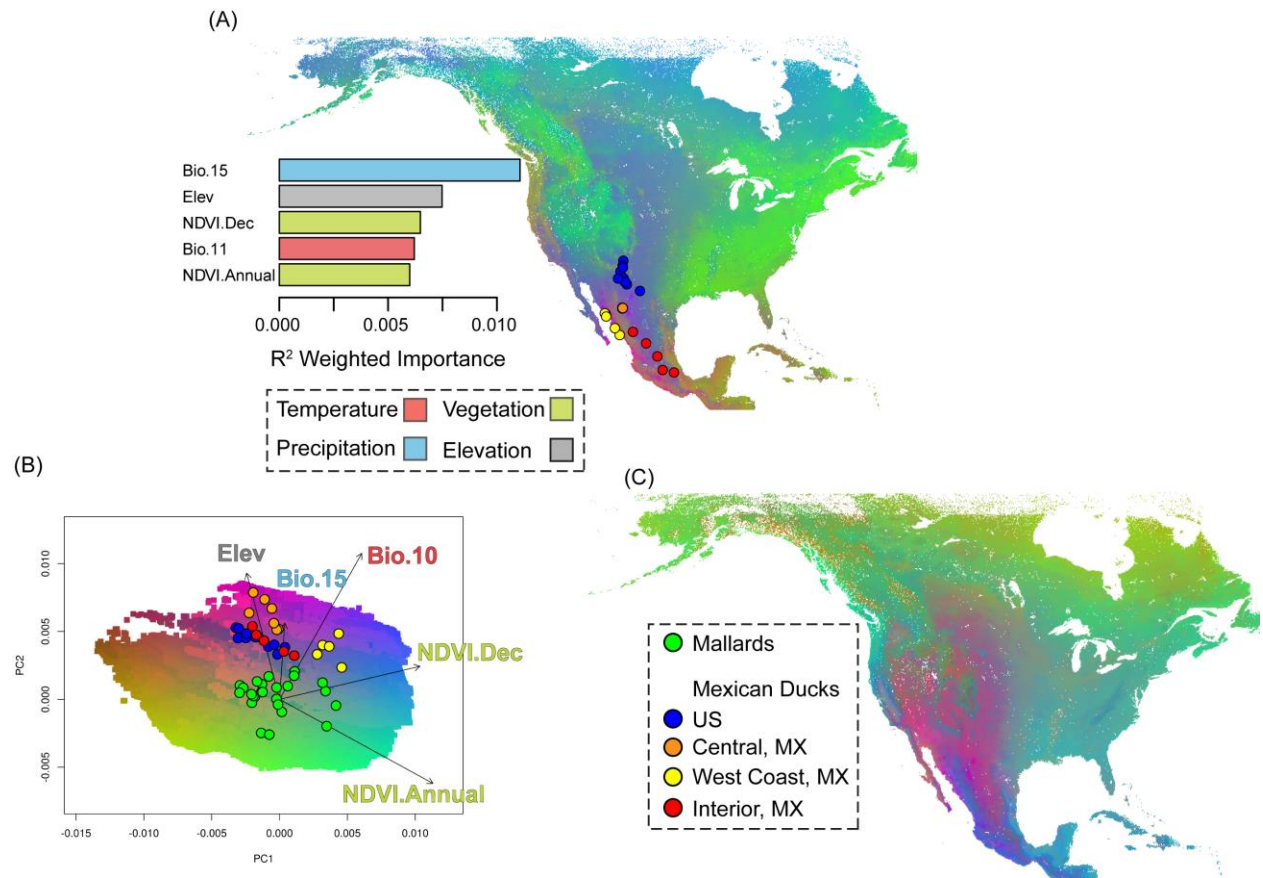 (A)
Bio.15
Elev
NDVI.Dec
Bio.11
NDVI.Annual
0.000 0.005 0.010
R² Weighted Importance
Temperature Vegetation
Precipitation Elevation
(B)
Elev
Bio.10
Bio.15
NDVI.Dec
NDVI.Annual
0.010
0.005
0.000
-0.005
PC2
-0.015 -0.010 -0.005 0.000 0.005 0.010
PC1
(C)
Mallards
Mexican Ducks
US
Central, MX
West Coast, MX
Interior, MX